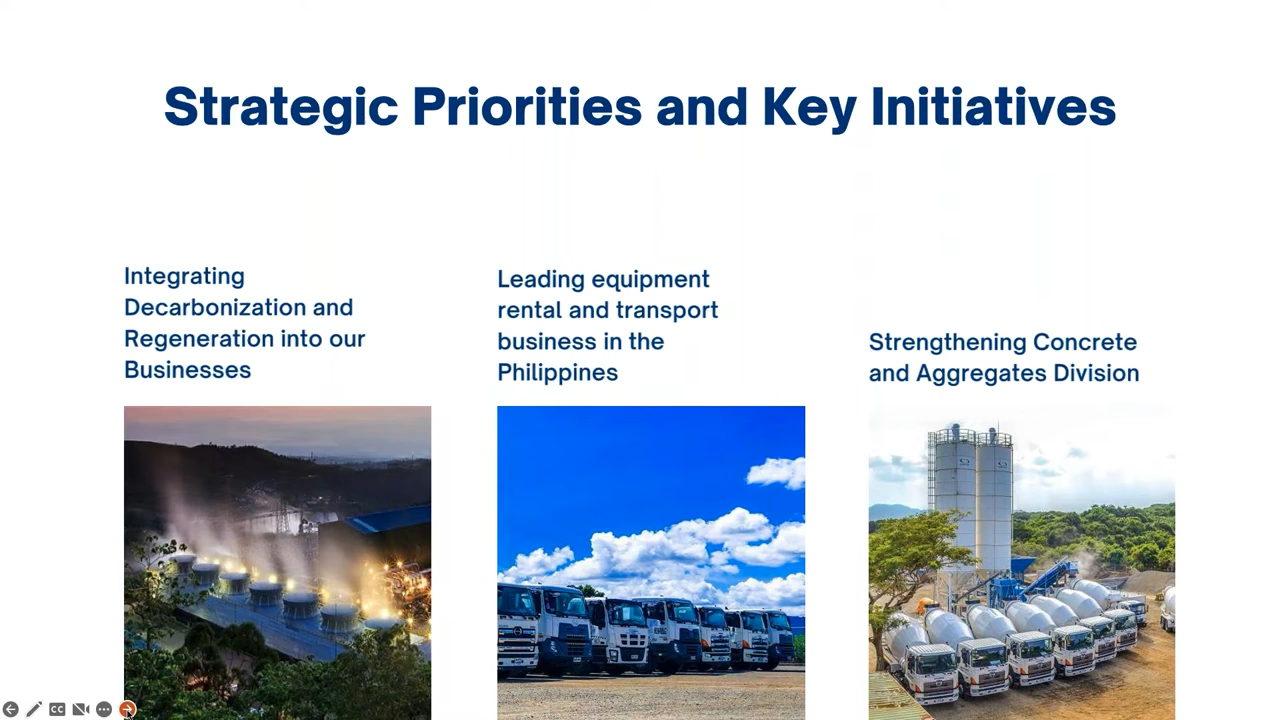 Strategic Priorities and Key Initiatives
Integrating
Decarbonization and
Regeneration into our
Businesses
Leading equipment
rental and transport
business in the
Philippines
Strengthening Concrete
and Aggregates Division
CC